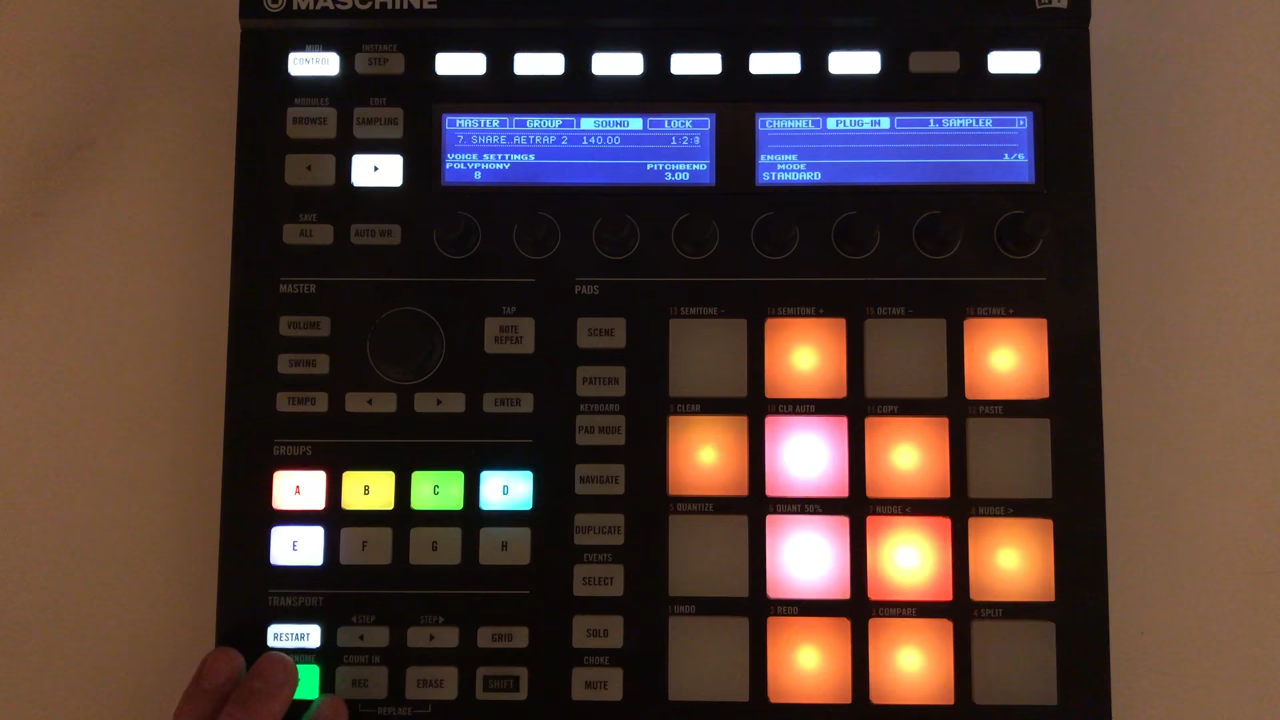 MASCHINE
MIDI
CONTROL
INSTANCE
STEP
MODULES
BROWSE
EDIT
SAMPLING
MASTER GROUP SOUND LOCK
7. SNARE..AETRAP 2 140.00
VOICE SETTINGS
POLYPHONY PITCHBEND
8 3.00
CHANNEL PLUG-IN 1. SAMPLER
ENGINE 1/6
MODE
STANDARD
SAVE
ALL
AUTO WR.
MASTER
VOLUME
SWING
TEMPO
TAP
NOTE
REPEAT
ENTER
GROUPS
A B C D
E F G H
TRANSPORT
RESTART
STEP STEP
GRID
COUNT IN
REC ERASE SHIFT
REPLACE
PADS
SCENE
PATTERN
KEYBOARD
PAD MODE
NAVIGATE
DUPLICATE
EVENTS
SELECT
SOLO
CHOKE
MUTE
13 SEMITONE - 14 SEMITONE + 15 OCTAVE - 16 OCTAVE +
9 CLEAR 10 CLR AUTO 11 COPY 12 PASTE
5 QUANTIZE 6 QUANT 50% 7 NUDGE < 8 NUDGE >
1 UNDO 2 REDO 3 COMPARE 4 SPLIT